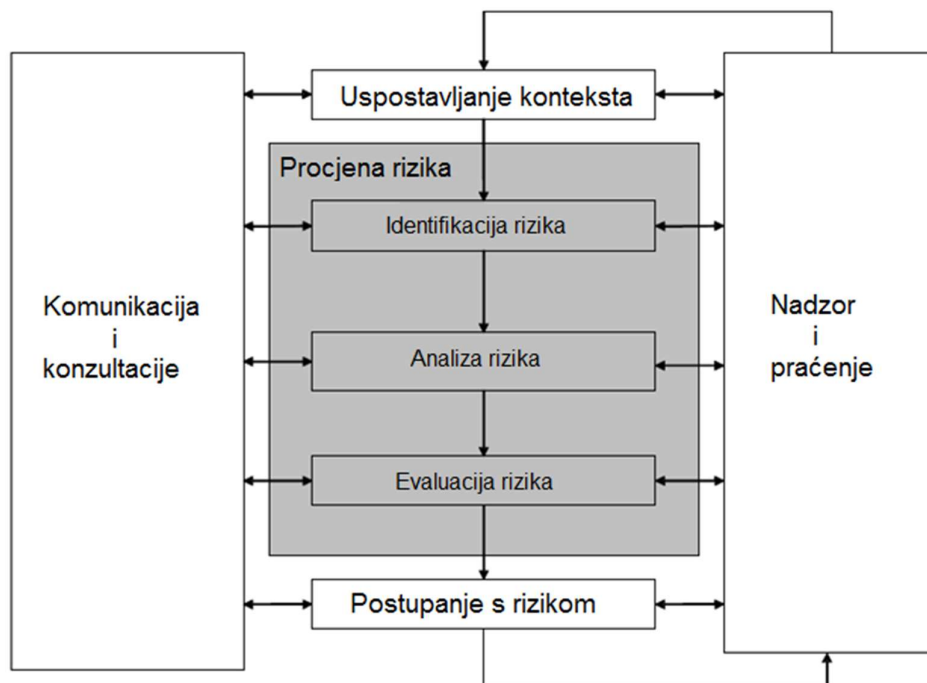 Uspostavljanje konteksta
Procjena rizika
Identifikacija rizika
Komunikacija
i
konzultacije
Analiza rizika
Nadzor
i
praćenje
Evaluacija rizika
Postupanje s rizikom